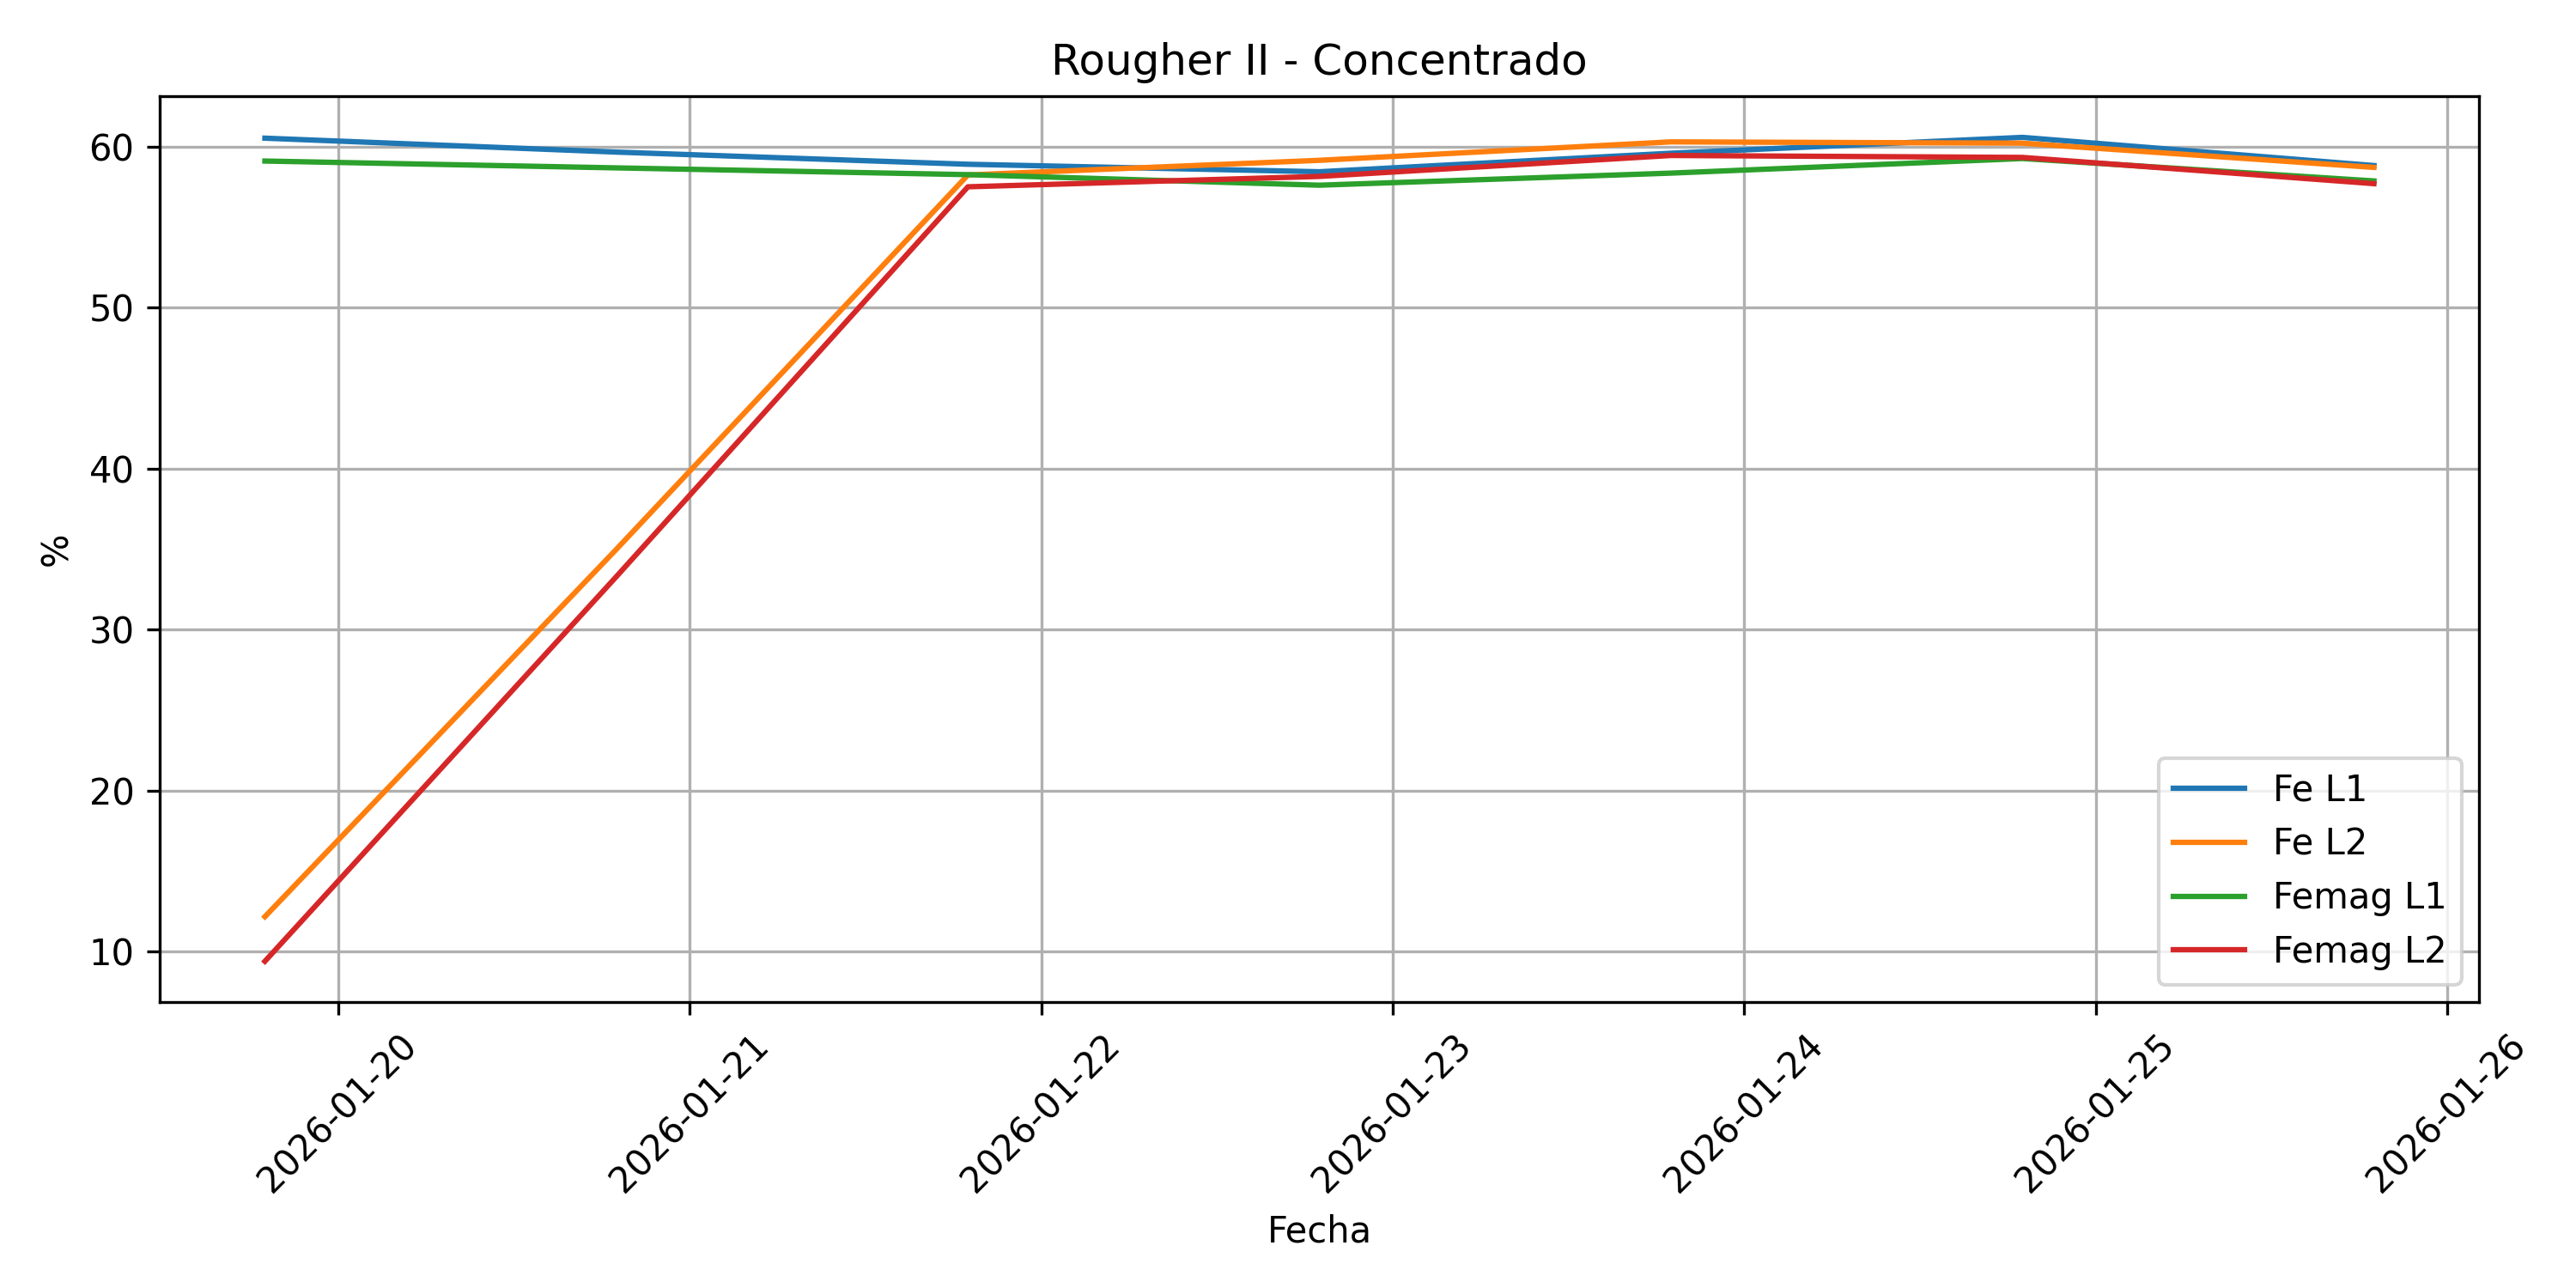 Rougher II - Concentrado
60
50
40
30
20
10
%
Fe L1
Fe L2
Femag L1
Femag L2
2026-01-20
2026-01-21
2026-01-22
2026-01-23
2026-01-24
2026-01-25
2026-01-26
Fecha